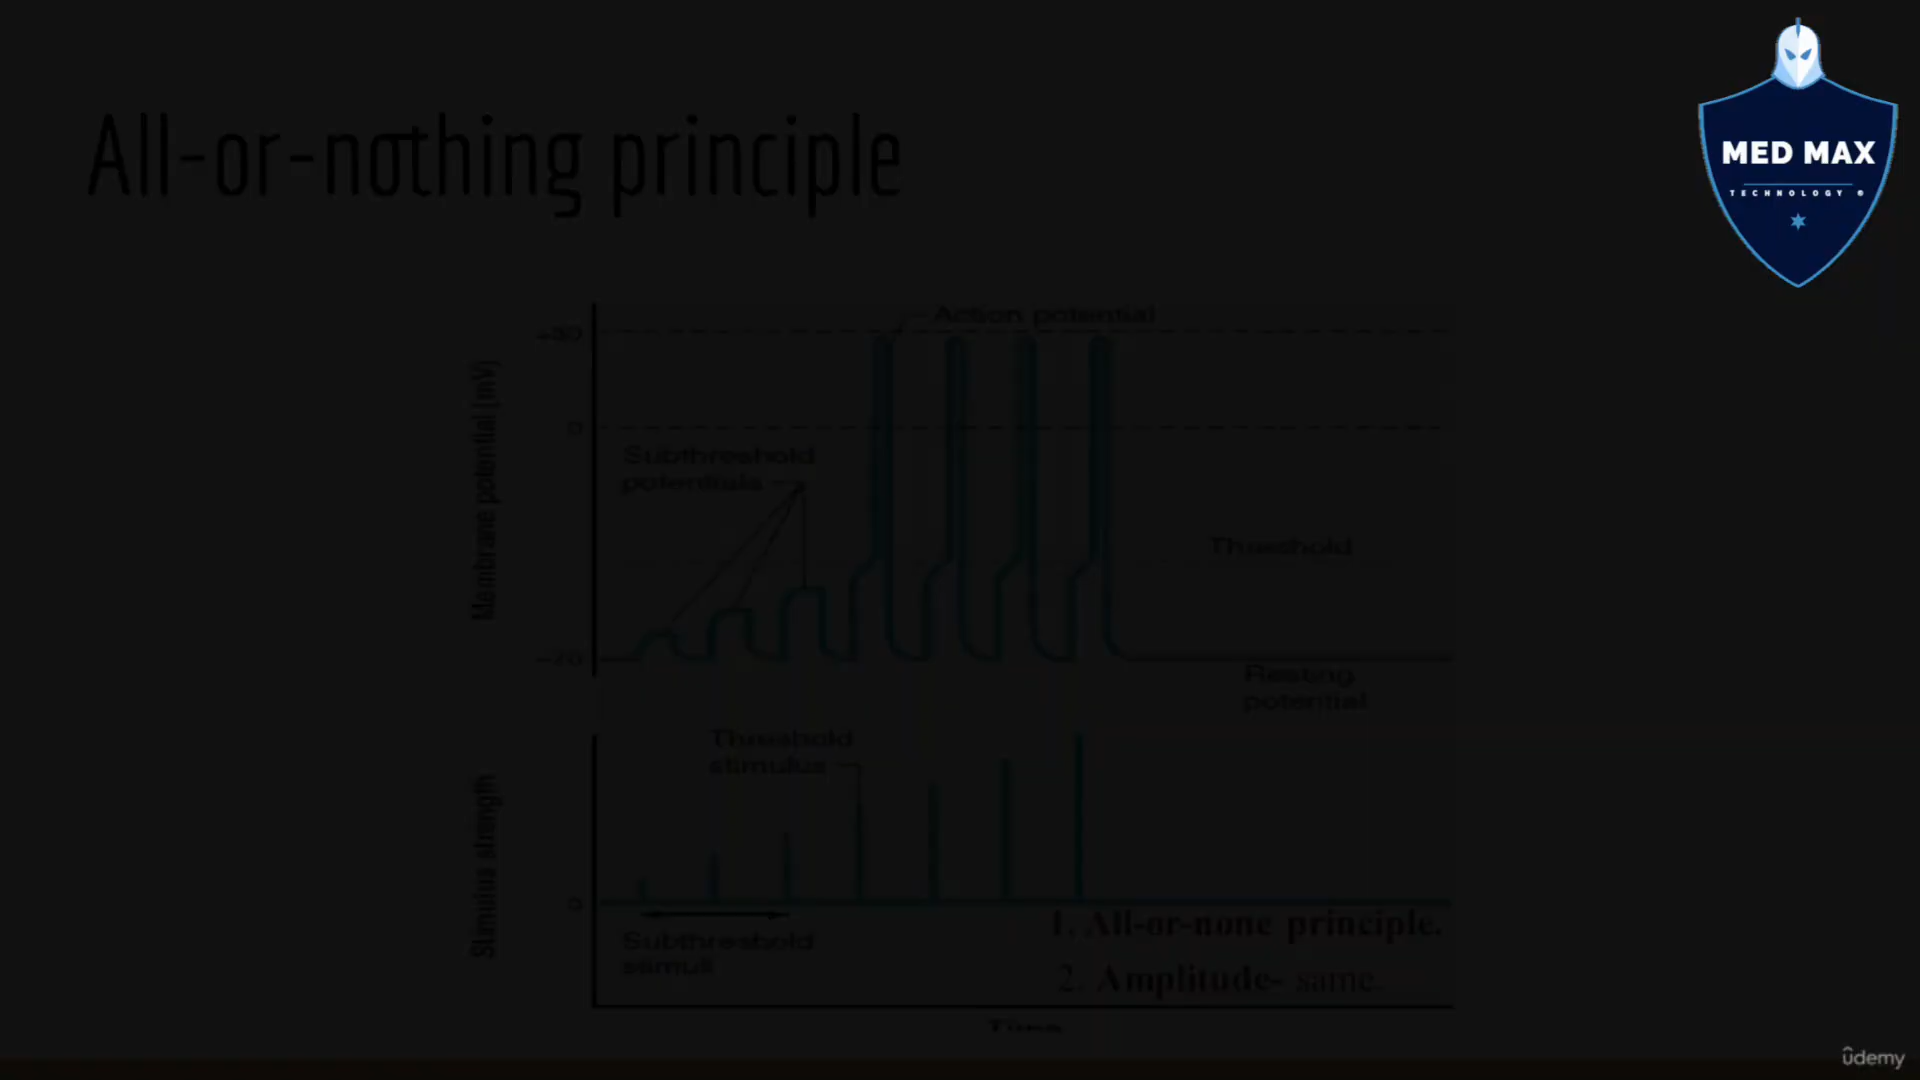 MED MAX
TECHNOLOGY
All-or-nothing principle
Action potential
+30
Membrane potential (mV)
0
Subthreshold
potentials
Threshold
-70
Resting
potential
Threshold
stimulus
Stimulus strength
0
1. All-or-none principle.
Subthreshold
stimuli
2. Amplitude- same.
Time
ûdemy